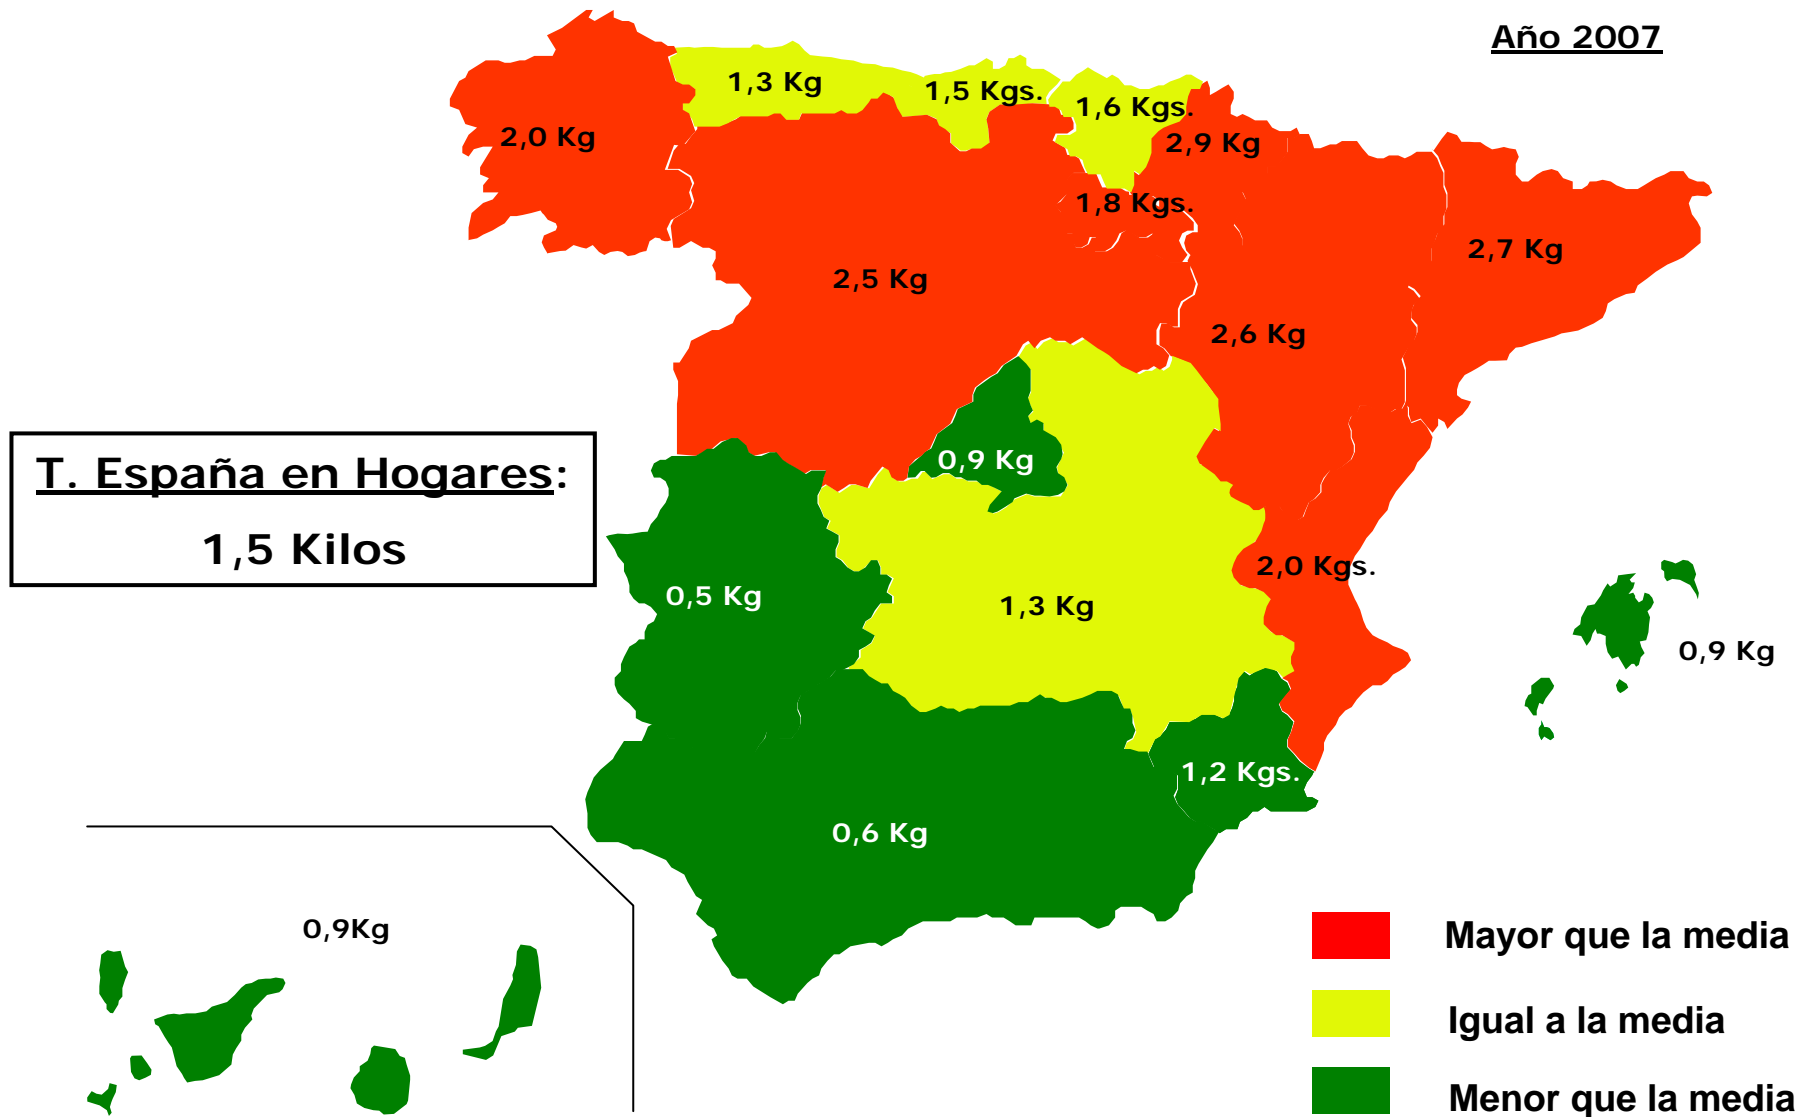 Año 2007
1,3 Kg
1,5 Kgs.
1,6 Kgs.
2,0 Kg
2,9 Kg
1,8 Kgs.
2,7 Kg
2,5 Kg
2,6 Kg
T. España en Hogares:
1,5 Kilos
0,9 Kg
2,0 Kgs.
0,5 Kg
1,3 Kg
0,9 Kg
1,2 Kgs.
0,6 Kg
0,9Kg
Mayor que la media
Igual a la media
Menor que la media